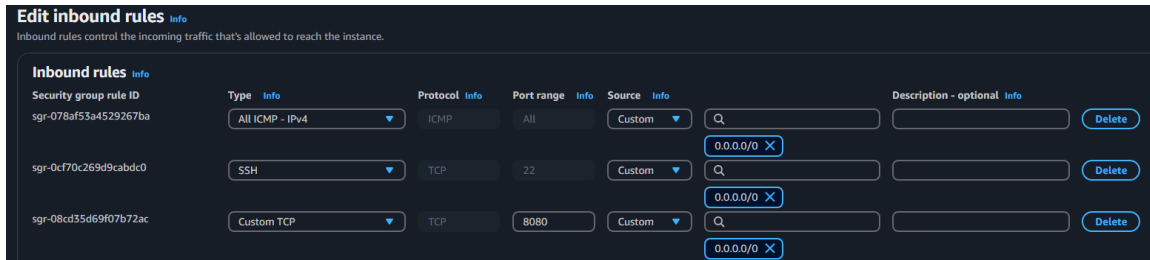 Edit inbound rules Info
Inbound rules control the incoming traffic that's allowed to reach the instance.
Inbound rules Info
Security group rule ID Type Info Protocol Info Port range Info Source Info Description - optional Info
sgr-078af53a4529267ba All ICMP - IPv4 ICMP All Custom Delete
0.0.0.0/0
sgr-0cf70c269d9cabdc0 SSH TCP 22 Custom Delete
0.0.0.0/0
sgr-08cd35d69f07b72ac Custom TCP TCP 8080 Custom Delete
0.0.0.0/0